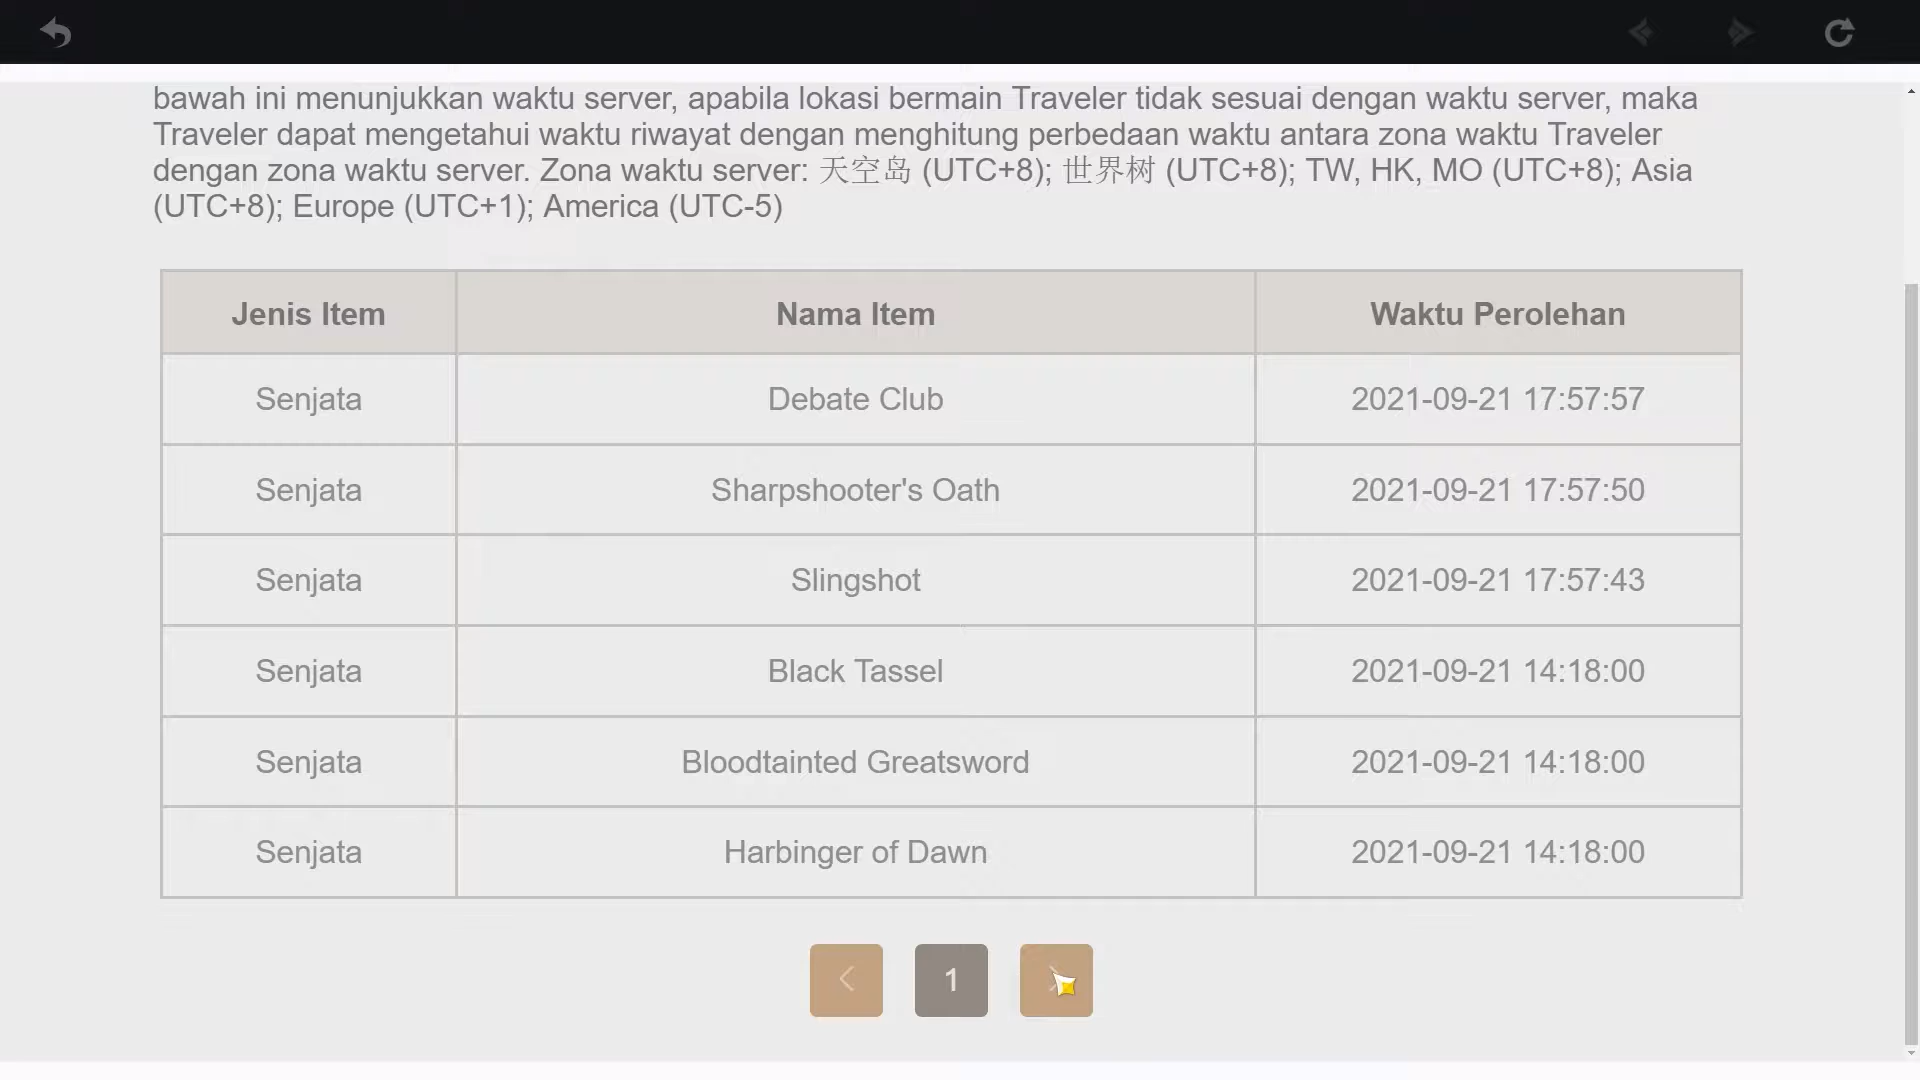 bawah ini menunjukkan waktu server, apabila lokasi bermain Traveler tidak sesuai dengan waktu server, maka
Traveler dapat mengetahui waktu riwayat dengan menghitung perbedaan waktu antara zona waktu Traveler
dengan zona waktu server. Zona waktu server: 天空岛 (UTC+8); 世界树 (UTC+8); TW, HK, MO (UTC+8); Asia
(UTC+8); Europe (UTC+1); America (UTC-5)
Jenis Item Nama Item Waktu Perolehan
Senjata Debate Club 2021-09-21 17:57:57
Senjata Sharpshooter's Oath 2021-09-21 17:57:50
Senjata Slingshot 2021-09-21 17:57:43
Senjata Black Tassel 2021-09-21 14:18:00
Senjata Bloodtainted Greatsword 2021-09-21 14:18:00
Senjata Harbinger of Dawn 2021-09-21 14:18:00
1